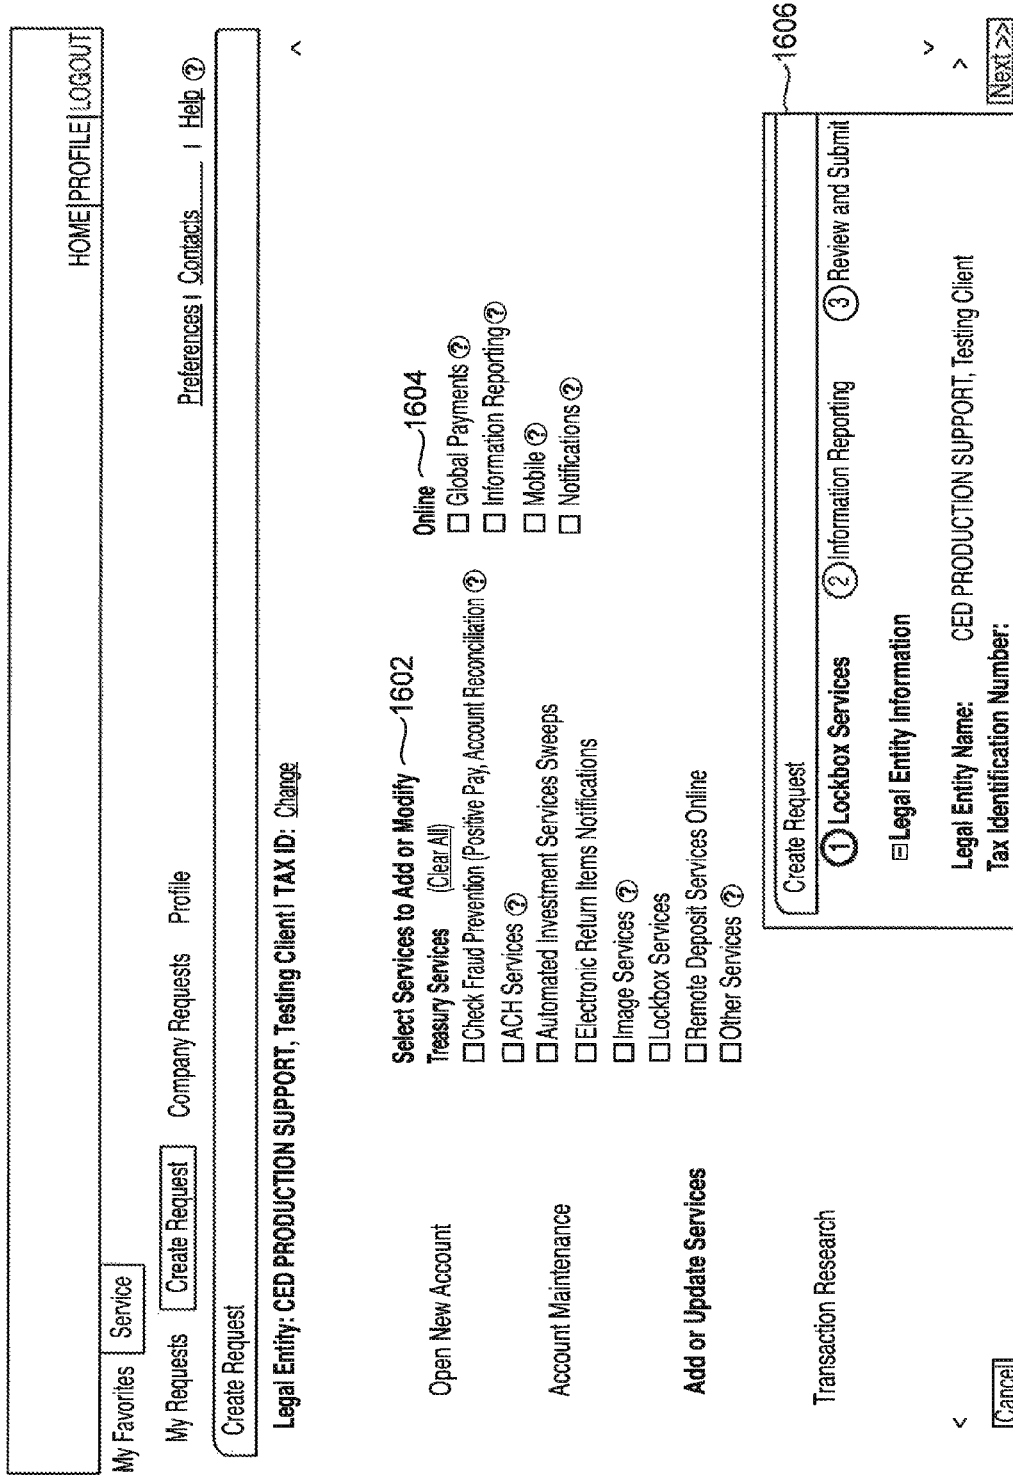 HOME|PROFILE|LOGOUT
My Favorites Service
Preferences | Contacts | Help ?
My Requests Create Request Company Requests Profile
Create Request
Legal Entity: CED PRODUCTION SUPPORT, Testing Client | TAX ID: Change
Open New Account
Account Maintenance
Add or Update Services
Transaction Research
Select Services to Add or Modify 1602
Treasury Services (Clear All)
Check Fraud Prevention (Positive Pay, Account Reconciliation ?
ACH Services ?
Automated Investment Services Sweeps
Electronic Return Items Notifications
Image Services ?
Lockbox Services
Remote Deposit Services Online
Other Services ?
Online 1604
Global Payments ?
Information Reporting ?
Mobile ?
Notifications ?
1606
Create Request
1 Lockbox Services 2 Information Reporting 3 Review and Submit
Legal Entity Information
Legal Entity Name: CED PRODUCTION SUPPORT, Testing Client
Tax Identification Number:
Cancel
Next >>